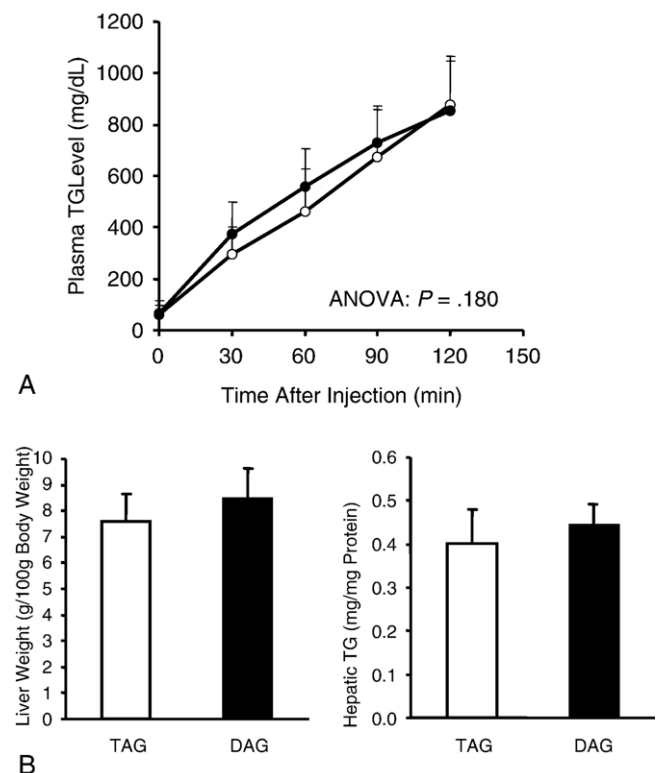 1200
1000
800
600
400
200
0
Plasma TGLevel (mg/dL)
ANOVA: P = .180
0 30 60 90 120 150
Time After Injection (min)
A
10
9
8
7
6
5
4
3
2
1
0
Liver Weight (g/100g Body Weight)
TAG DAG
0.6
0.5
0.4
0.3
0.2
0.1
0.0
Hepatic TG (mg/mg Protein)
TAG DAG
B